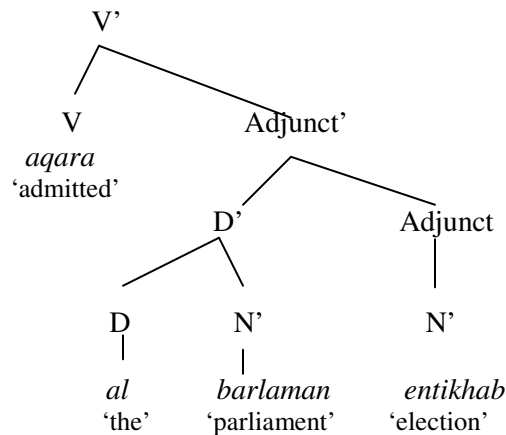 V’
V Adjunct’
aqara
‘admitted’
D’ Adjunct
D N’ N’
al barlaman entikhab
‘the’ ‘parliament’ ‘election’